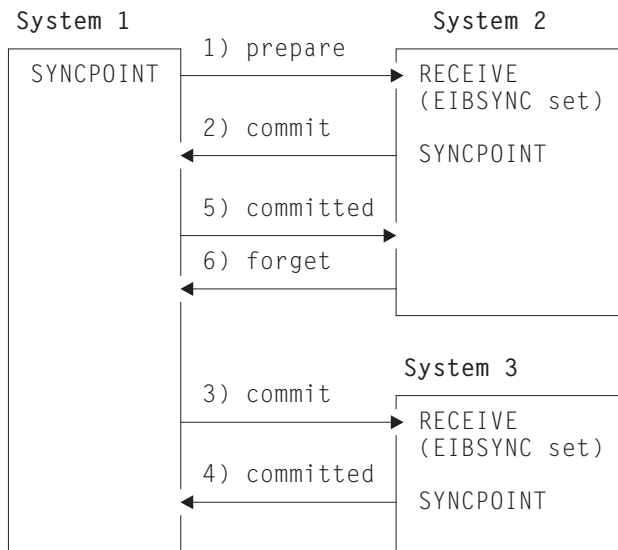 System 1
System 2
1) prepare
SYNCPOINT
RECEIVE
(EIBSYNC set)
2) commit
SYNCPOINT
5) committed
6) forget
System 3
3) commit
RECEIVE
(EIBSYNC set)
4) committed
SYNCPOINT